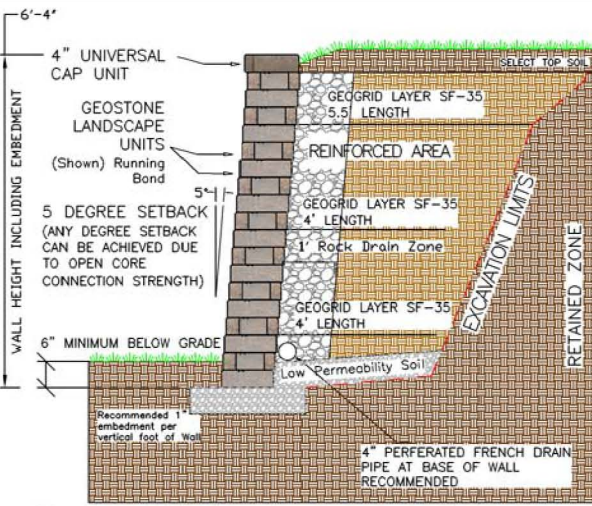 6'-4"
4" UNIVERSAL
CAP UNIT
SELECT TOP SOIL
GEOSTONE
LANDSCAPE
UNITS
(Shown) Running
Bond
GEOGRID LAYER SF-35
5.5' LENGTH
REINFORCED AREA
5°
5 DEGREE SETBACK
(ANY DEGREE SETBACK
CAN BE ACHIEVED DUE
TO OPEN CORE
CONNECTION STRENGTH)
GEOGRID LAYER SF-35
4' LENGTH
1' Rock Drain Zone
GEOGRID LAYER SF-35
4' LENGTH
WALL HEIGHT INCLUDING EMBEDMENT
EXCAVATION LIMITS
RETAINED ZONE
6" MINIMUM BELOW GRADE
Low Permeability Soil
Recommended 1"
embedment per
vertical foot of Wall
4" PERFORATED FRENCH DRAIN
PIPE AT BASE OF WALL
RECOMMENDED